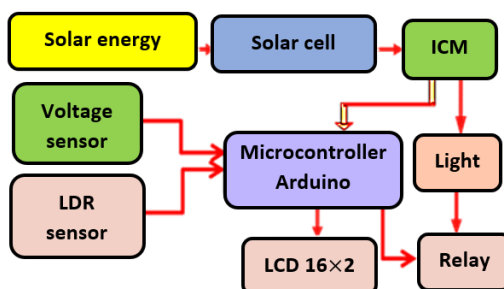 Solar energy
Solar cell
ICM
Voltage
sensor
Microcontroller
Arduino
Light
LDR
sensor
LCD 16×2
Relay